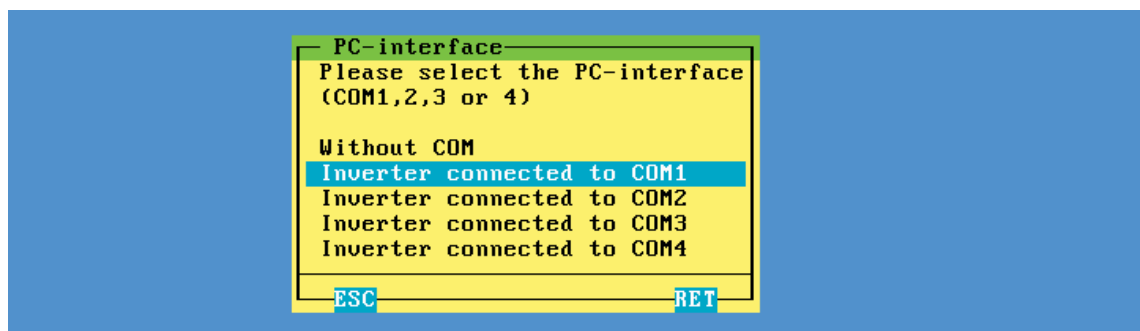 PC-interface
Please select the PC-interface
(COM1,2,3 or 4)
Without COM
Inverter connected to COM1
Inverter connected to COM2
Inverter connected to COM3
Inverter connected to COM4
ESC RET